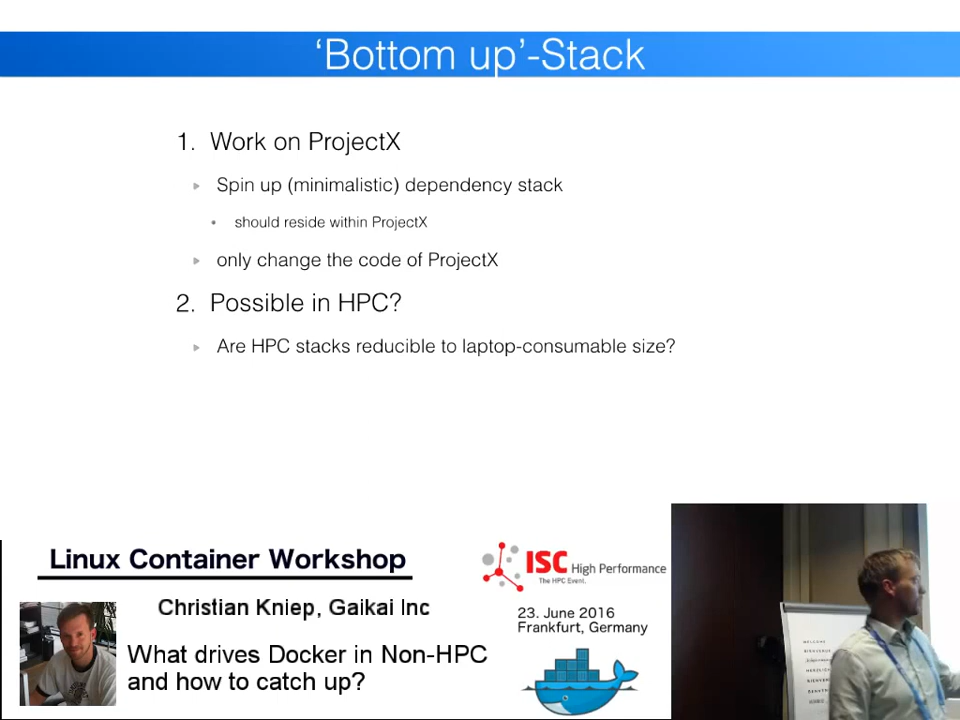 ‘Bottom up’-Stack
1. Work on ProjectX
Spin up (minimalistic) dependency stack
should reside within ProjectX
only change the code of ProjectX
2. Possible in HPC?
Are HPC stacks reducible to laptop-consumable size?
Linux Container Workshop
Christian Kniep, Gaikai Inc
What drives Docker in Non-HPC
and how to catch up?
ISC High Performance
The HPC Event.
23. June 2016
Frankfurt, Germany
WELCOME
BIENVENUE